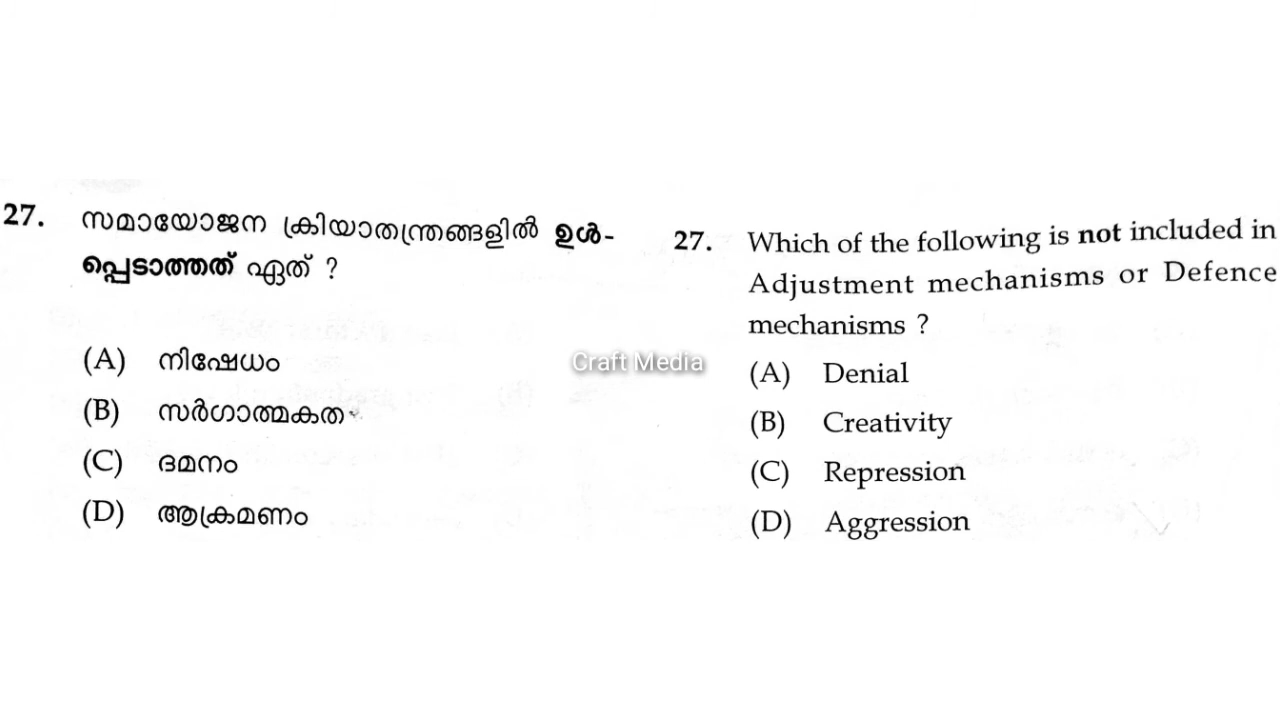 27. സമായോജന ക്രിയാതന്ത്രങ്ങളിൽ ഉൾ-
പ്പെടാത്തത് ഏത് ?
(A) നിഷേധം
(B) സർഗാത്മകത
(C) ദമനം
(D) ആക്രമണം
Craft Media
27. Which of the following is not included in
Adjustment mechanisms or Defence
mechanisms ?
(A) Denial
(B) Creativity
(C) Repression
(D) Aggression